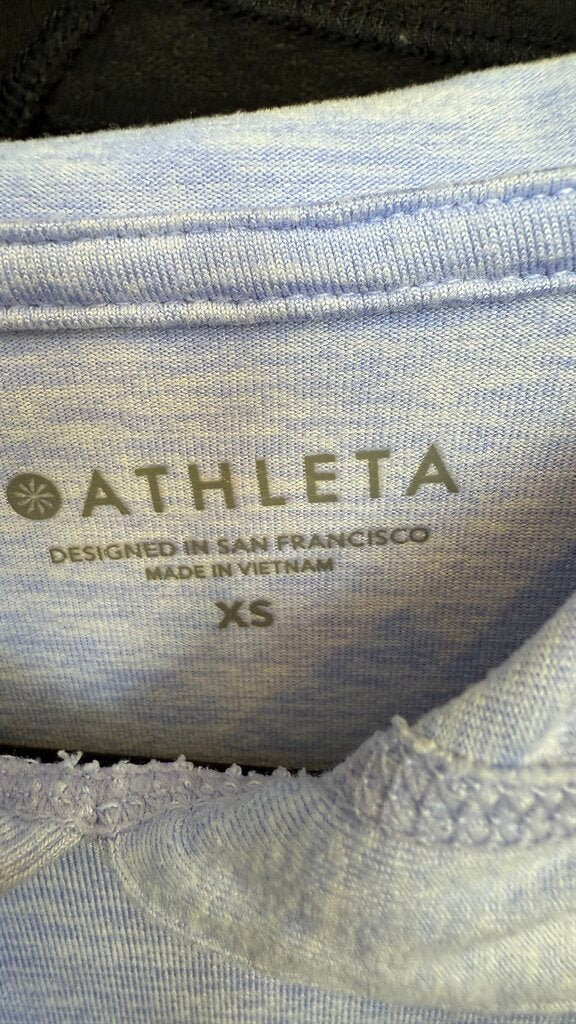 ATHLETA
DESIGNED IN SAN FRANCISCO
MADE IN VIETNAM
XS